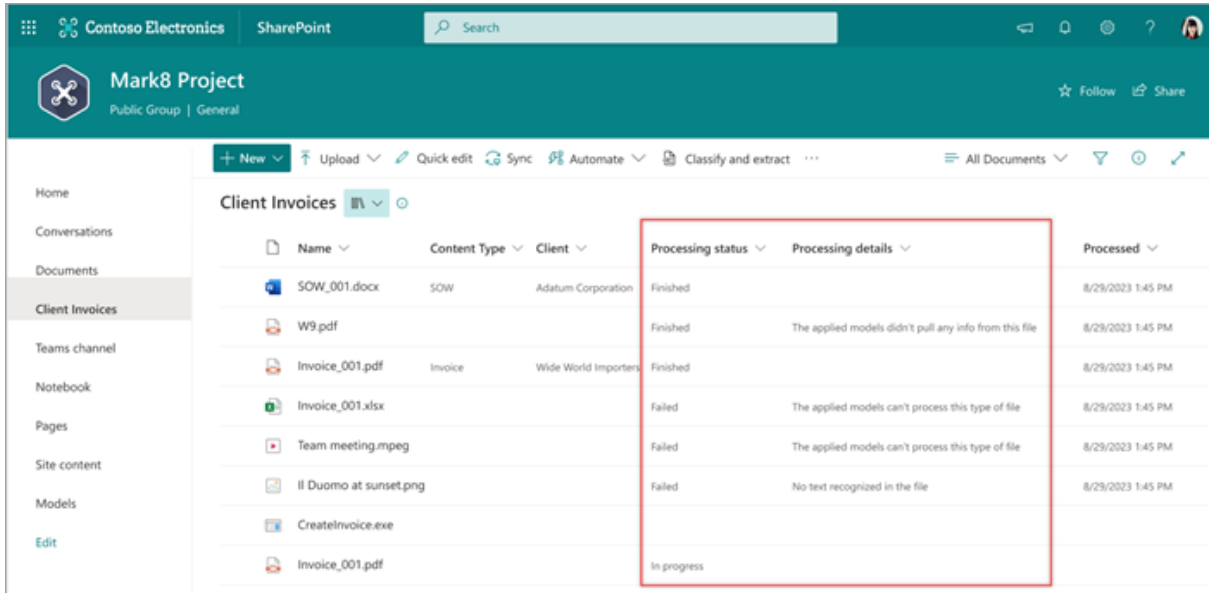 Contoso Electronics SharePoint Search ?
Mark8 Project
Public Group | General
Follow Share
New Upload Quick edit Sync Automate Classify and extract ... All Documents
Home
Conversations
Documents
Client Invoices
Teams channel
Notebook
Pages
Site content
Models
Edit
Client Invoices
Name Content Type Client Processing status Processing details Processed
SOW_001.docx SOW Adatum Corporation Finished 8/29/2023 1:45 PM
W9.pdf Finished The applied models didn't pull any info from this file 8/29/2023 1:45 PM
Invoice_001.pdf Invoice Wide World Importers Finished 8/29/2023 1:45 PM
Invoice_001.xlsx Failed The applied models can't process this type of file 8/29/2023 1:45 PM
Team meeting.mpeg Failed The applied models can't process this type of file 8/29/2023 1:45 PM
Il Duomo at sunset.png Failed No text recognized in the file 8/29/2023 1:45 PM
CreateInvoice.exe
Invoice_001.pdf In progress